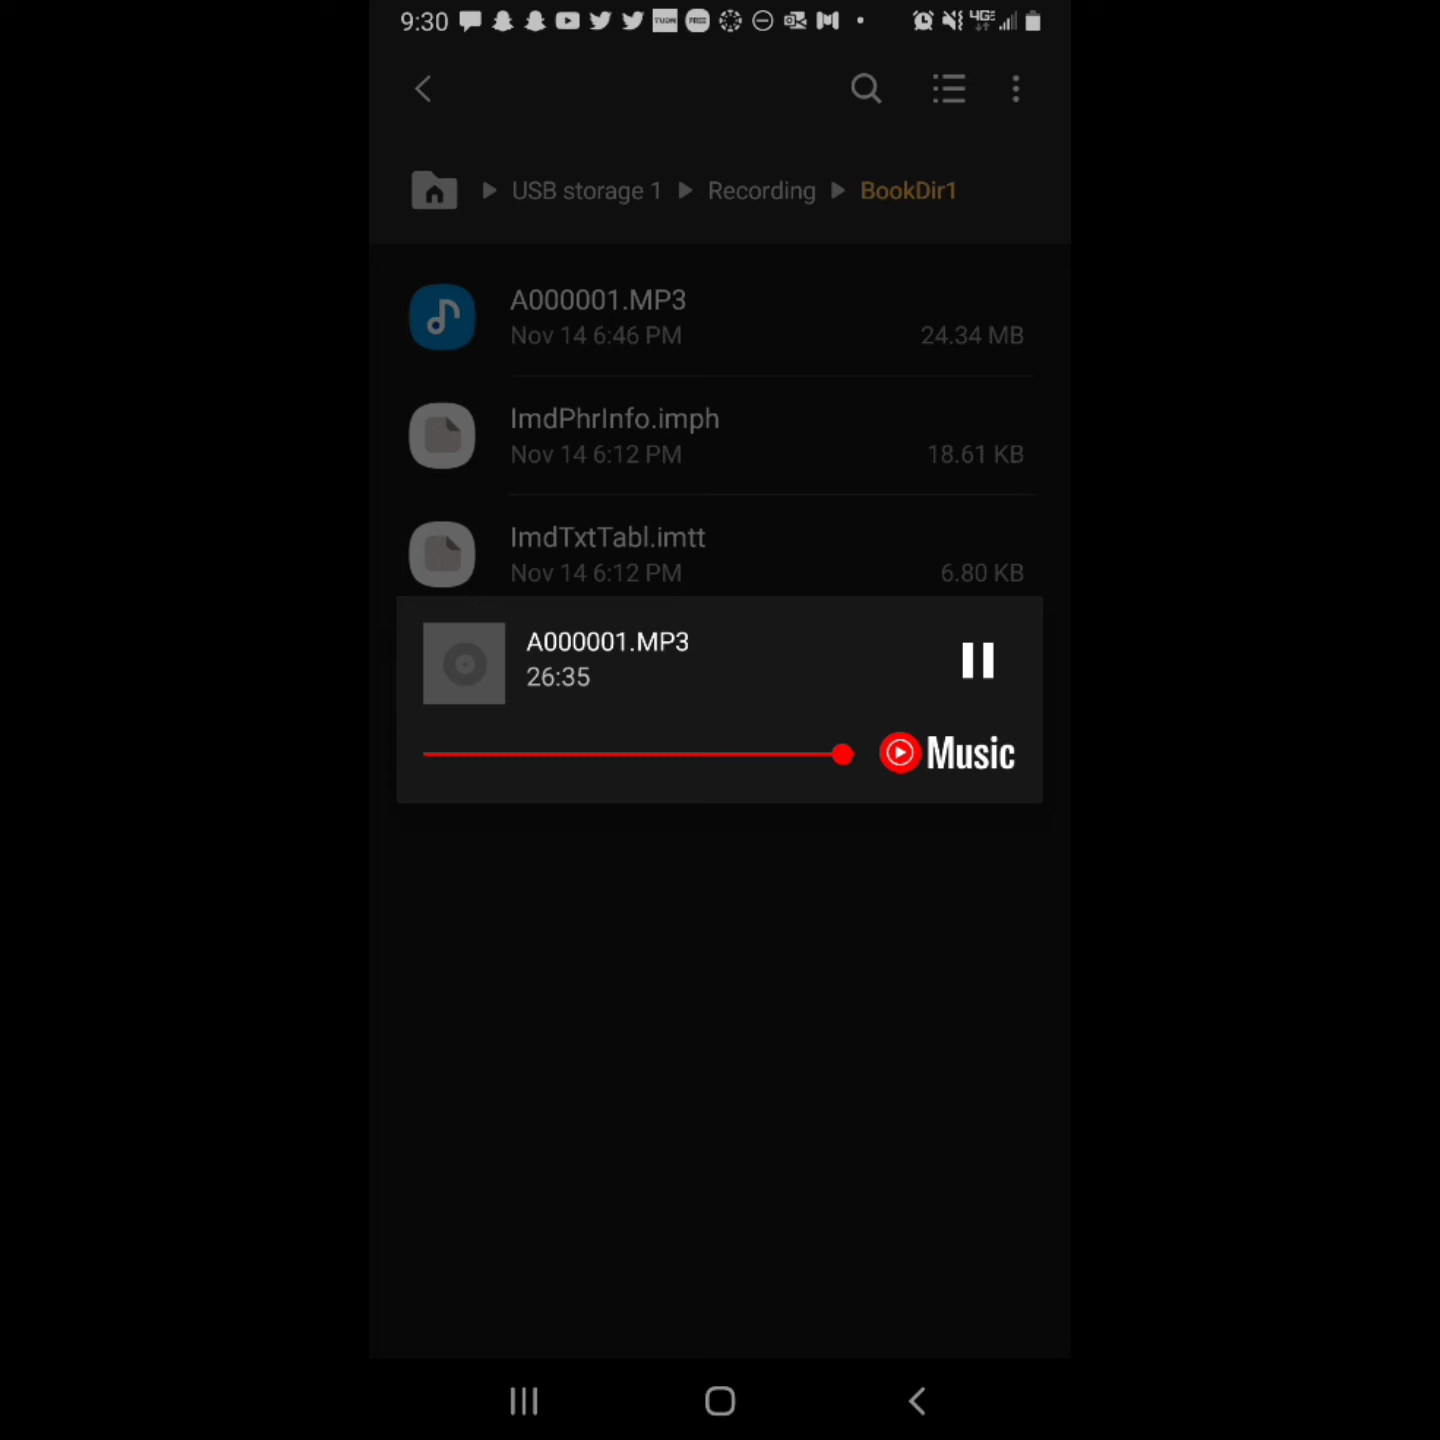 9:30
USB storage 1 Recording BookDir1
A000001.MP3
Nov 14 6:46 PM 24.34 MB
ImdPhrInfo.imph
Nov 14 6:12 PM 18.61 KB
ImdTxtTabl.imtt
Nov 14 6:12 PM 6.80 KB
A000001.MP3
26:35
Music